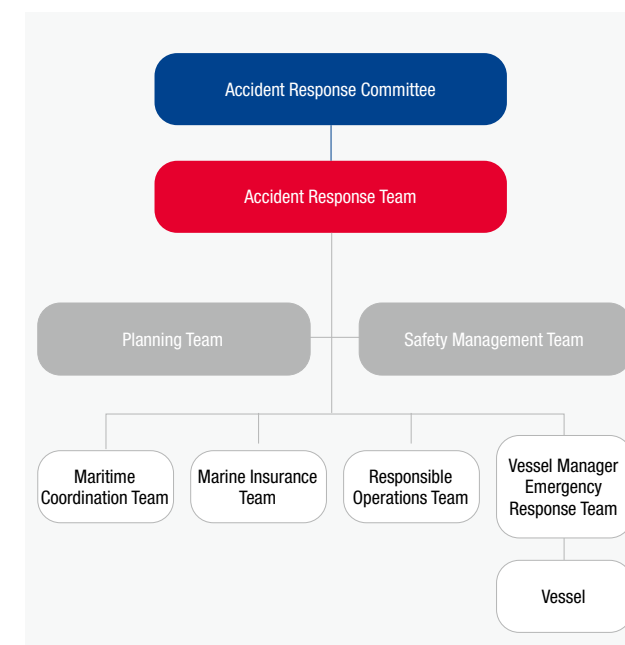 Accident Response Committee
Accident Response Team
Planning Team
Safety Management Team
Maritime
Coordination Team
Marine Insurance
Team
Responsible
Operations Team
Vessel Manager
Emergency
Response Team
Vessel